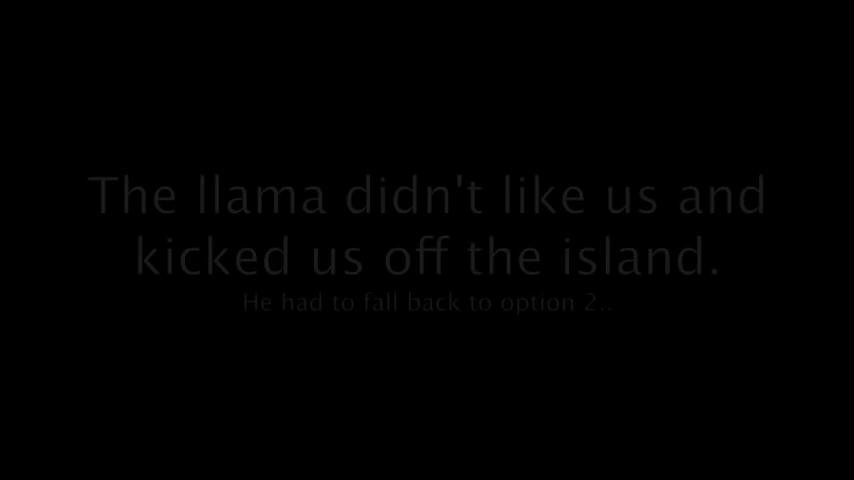 The llama didn't like us and
kicked us off the island.
He had to fall back to option 2..